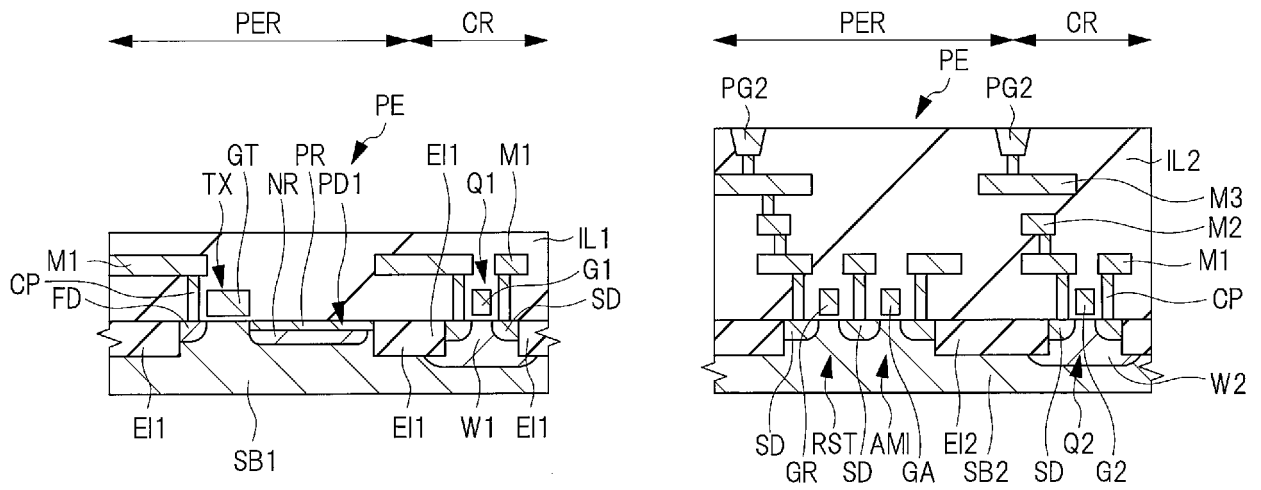 PER CR
PE
GT PR EI1 M1
TX NR PD1 Q1
IL1
M1 G1
CP
FD SD
EI1 EI1 W1 EI1
SB1
PER CR
PE
PG2 PG2
IL2
M3
M2
M1
CP
W2
SD RST AMI EI2 Q2
GR SD GA SB2 SD G2